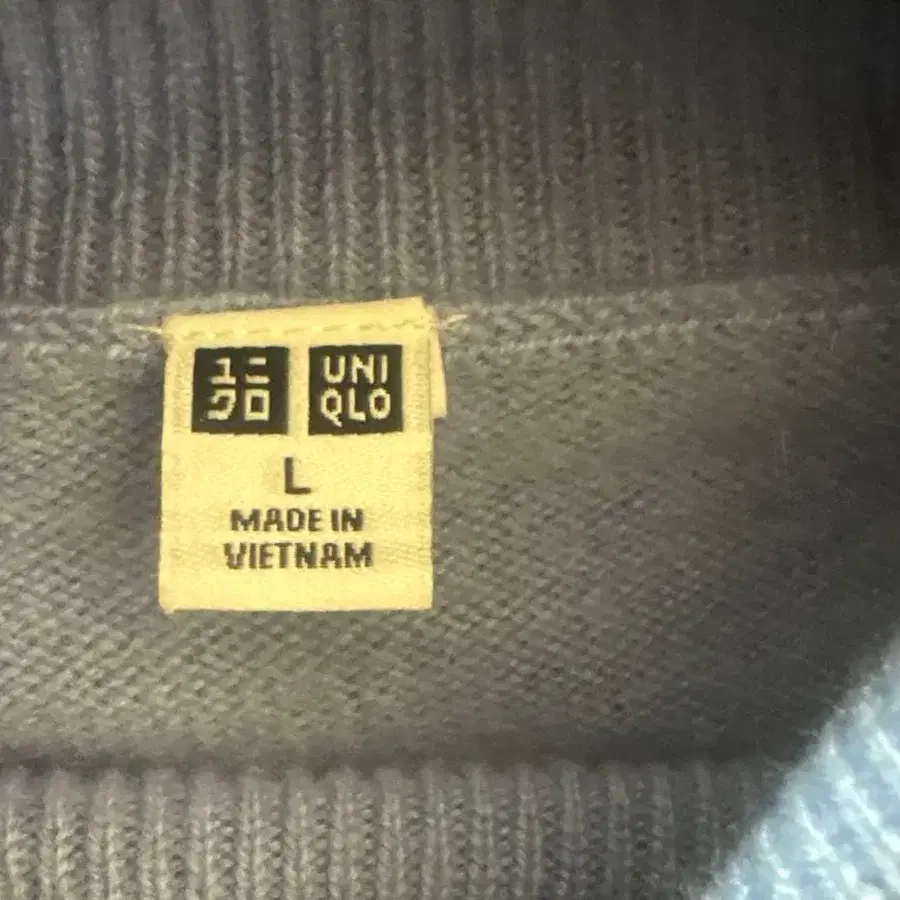 ユニ UNI
クロ QLO
L
MADE IN
VIETNAM